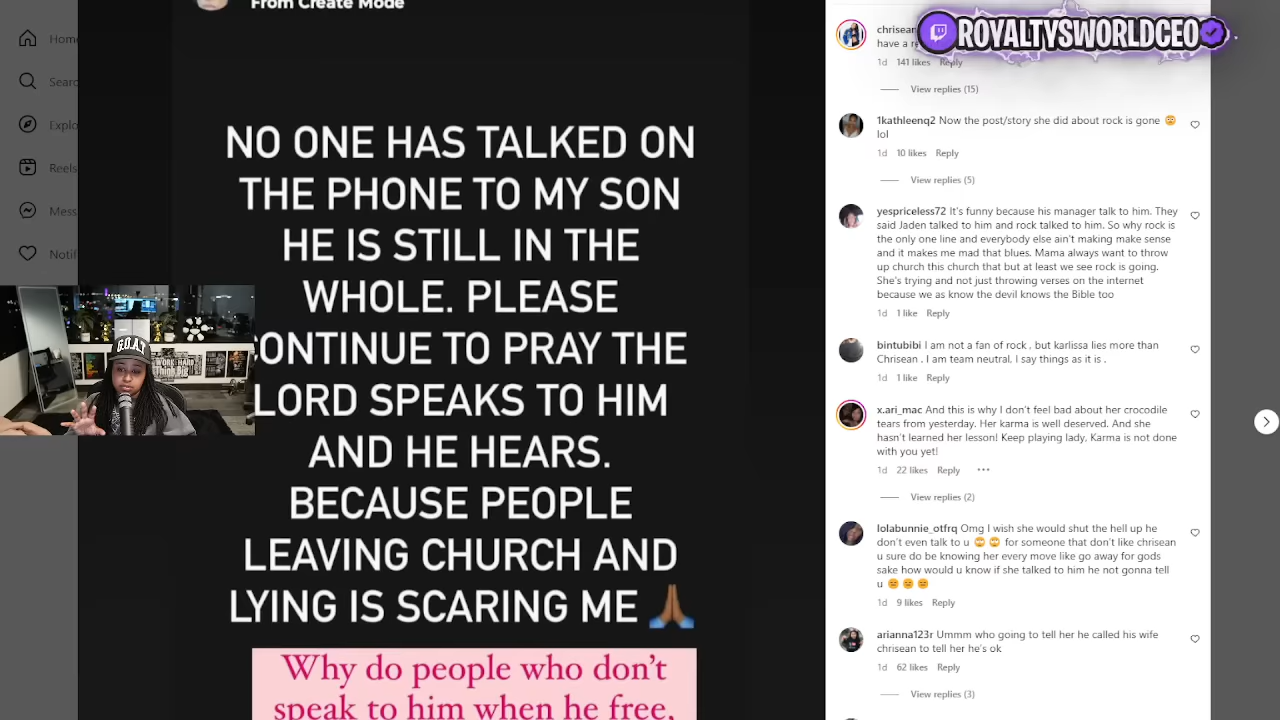 From Create Mode
NO ONE HAS TALKED ON
THE PHONE TO MY SON
HE IS STILL IN THE
WHOLE. PLEASE
CONTINUE TO PRAY THE
LORD SPEAKS TO HIM
AND HE HEARS.
BECAUSE PEOPLE
LEAVING CHURCH AND
LYING IS SCARING ME 🙏🏾
Why do people who don't
speak to him when he free,
Home
Searc
Explo
Reels
Mess
Notif
G.O.A.T
WORK HARD
Think Big
ROYALTYSWORLDCEO
chrisean
have a r
1d 141 likes Reply
View replies (15)
1kathleenq2 Now the post/story she did about rock is gone 😳
lol
1d 10 likes Reply
View replies (5)
yespriceless72 It's funny because his manager talk to him. They
said Jaden talked to him and rock talked to him. So why rock is
the only one line and everybody else ain't making make sense
and it makes me mad that blues. Mama always want to throw
up church this church that but at least we see rock is going.
She's trying and not just throwing verses on the internet
because we as know the devil knows the Bible too
1d 1 like Reply
bintubibi I am not a fan of rock , but karlissa lies more than
Chrisean . I am team neutral. I say things as it is .
1d 1 like Reply
x.ari_mac And this is why I don't feel bad about her crocodile
tears from yesterday. Her karma is well deserved. And she
hasn't learned her lesson! Keep playing lady. Karma is not done
with you yet!
1d 22 likes Reply •••
View replies (2)
lolabunnie_otfrq Omg I wish she would shut the hell up he
don't even talk to u 🙄 🙄 for someone that don't like chrisean
u sure do be knowing her every move like go away for gods
sake how would u know if she talked to him he not gonna tell
u 😒 😒 😒
1d 9 likes Reply
arianna123r Ummm who going to tell her he called his wife
chrisean to tell her he's ok
1d 62 likes Reply
View replies (3)